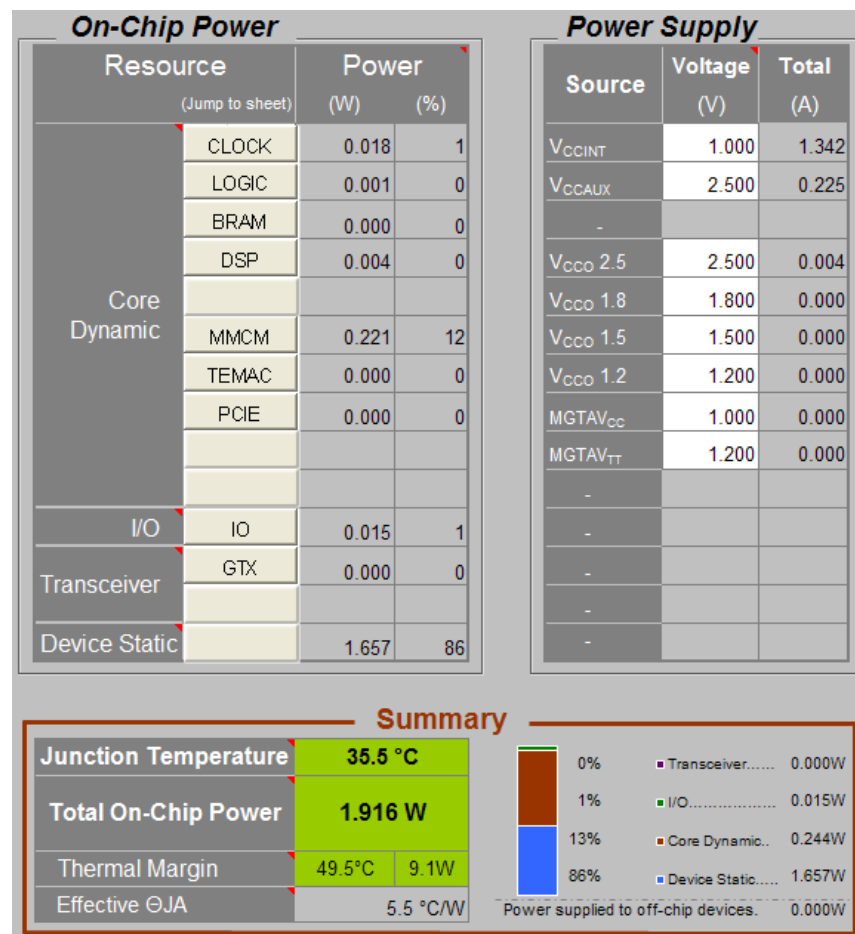 On-Chip Power
Resource Power
(Jump to sheet) (W) (%)
Core Dynamic
CLOCK 0.018 1
LOGIC 0.001 0
BRAM 0.000 0
DSP 0.004 0
MMCM 0.221 12
TEMAC 0.000 0
PCIE 0.000 0
I/O IO 0.015 1
Transceiver GTX 0.000 0
Device Static 1.657 86
Power Supply
Source Voltage Total
(V) (A)
VCCINT 1.000 1.342
VCCAUX 2.500 0.225
-
VCCO 2.5 2.500 0.004
VCCO 1.8 1.800 0.000
VCCO 1.5 1.500 0.000
VCCO 1.2 1.200 0.000
MGTAVCC 1.000 0.000
MGTAVTT 1.200 0.000
-
-
-
-
-
Summary
Junction Temperature 35.5 °C
Total On-Chip Power 1.916 W
Thermal Margin 49.5°C 9.1W
Effective ΘJA 5.5 °C/W
0% Transceiver...... 0.000W
1% I/O.................. 0.015W
13% Core Dynamic.. 0.244W
86% Device Static..... 1.657W
Power supplied to off-chip devices. 0.000W